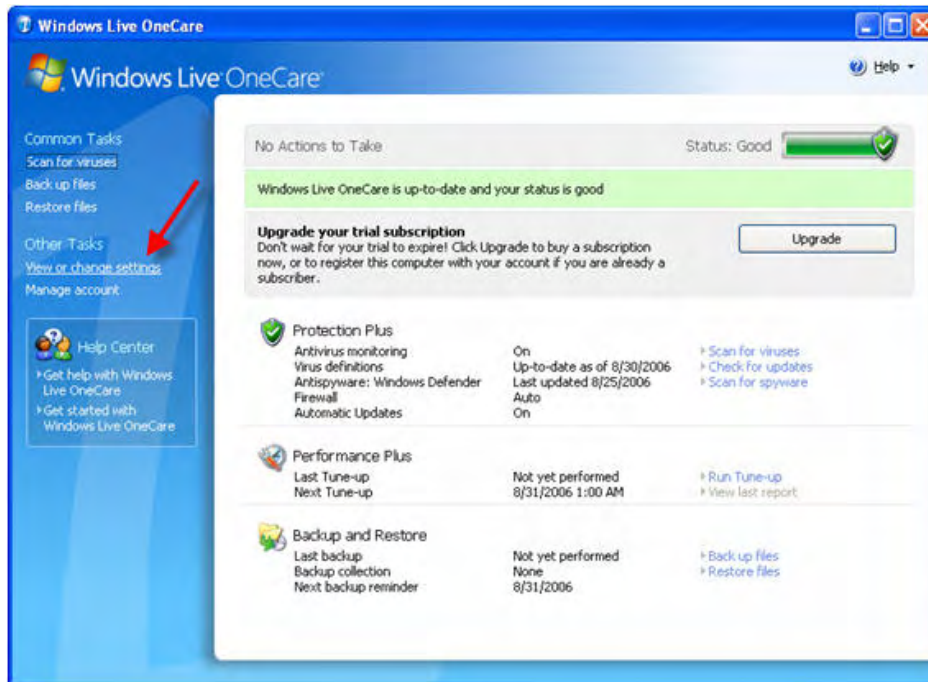 Windows Live OneCare
Windows Live OneCare
Help
Common Tasks
Scan for viruses
Back up files
Restore files
Other Tasks
View or change settings
Manage account
Help Center
Get help with Windows
Live OneCare
Get started with
Windows Live OneCare
No Actions to Take Status: Good
Windows Live OneCare is up-to-date and your status is good
Upgrade your trial subscription
Don't wait for your trial to expire! Click Upgrade to buy a subscription
now, or to register this computer with your account if you are already a
subscriber.
Upgrade
Protection Plus
Antivirus monitoring On Scan for viruses
Virus definitions Up-to-date as of 8/30/2006 Check for updates
Antispyware: Windows Defender Last updated 8/25/2006 Scan for spyware
Firewall Auto
Automatic Updates On
Performance Plus
Last Tune-up Not yet performed Run Tune-up
Next Tune-up 8/31/2006 1:00 AM View last report
Backup and Restore
Last backup Not yet performed Back up files
Backup collection None Restore files
Next backup reminder 8/31/2006